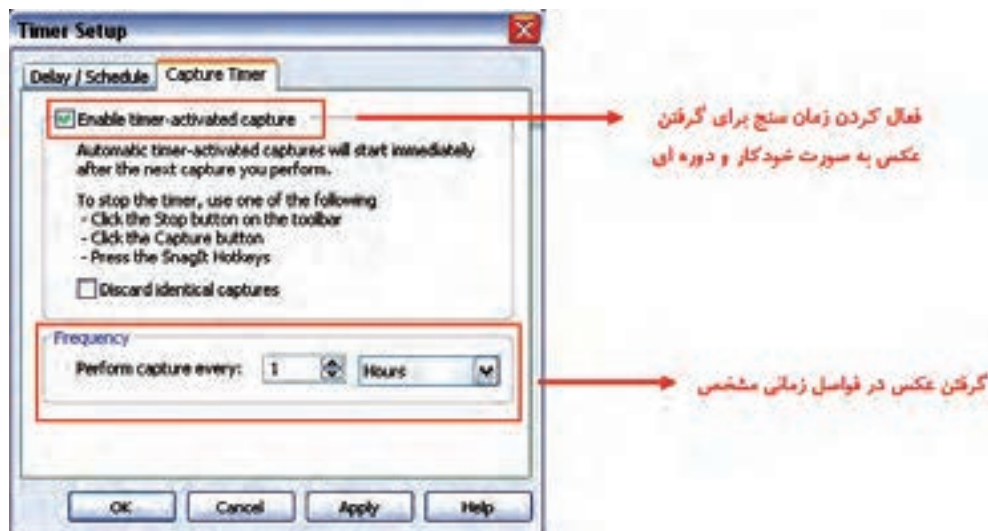 Timer Setup
Delay / Schedule
Capture Timer
Enable timer-activated capture
Automatic timer-activated captures will start immediately
after the next capture you perform.
To stop the timer, use one of the following
- Click the Stop button on the toolbar
- Click the Capture button
- Press the SnagIt Hotkeys
Discard identical captures
Frequency
Perform capture every: 1 Hours
OK Cancel Apply Help
فعال کردن زمان سنج برای گرفتن
عکس به صورت خودکار و دوره ای
گرفتن عکس در فواصل زمانی مشخص